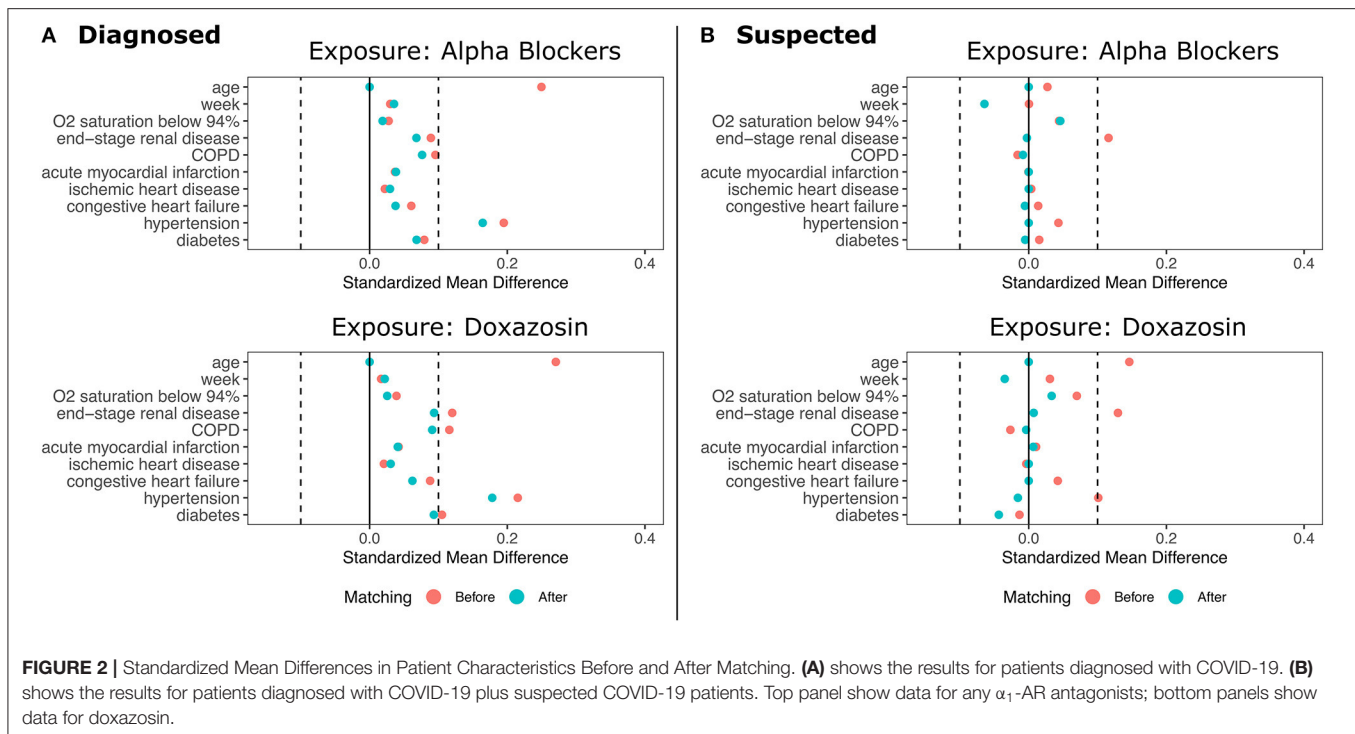 A Diagnosed
Exposure: Alpha Blockers
age
week
O2 saturation below 94%
end−stage renal disease
COPD
acute myocardial infarction
ischemic heart disease
congestive heart failure
hypertension
diabetes
0.0 0.2 0.4
Standardized Mean Difference
Exposure: Doxazosin
age
week
O2 saturation below 94%
end−stage renal disease
COPD
acute myocardial infarction
ischemic heart disease
congestive heart failure
hypertension
diabetes
0.0 0.2 0.4
Standardized Mean Difference
Matching Before After
B Suspected
Exposure: Alpha Blockers
age
week
O2 saturation below 94%
end−stage renal disease
COPD
acute myocardial infarction
ischemic heart disease
congestive heart failure
hypertension
diabetes
0.0 0.2 0.4
Standardized Mean Difference
Exposure: Doxazosin
age
week
O2 saturation below 94%
end−stage renal disease
COPD
acute myocardial infarction
ischemic heart disease
congestive heart failure
hypertension
diabetes
0.0 0.2 0.4
Standardized Mean Difference
Matching Before After
FIGURE 2 | Standardized Mean Differences in Patient Characteristics Before and After Matching. (A) shows the results for patients diagnosed with COVID-19. (B)
shows the results for patients diagnosed with COVID-19 plus suspected COVID-19 patients. Top panel show data for any α₁-AR antagonists; bottom panels show
data for doxazosin.